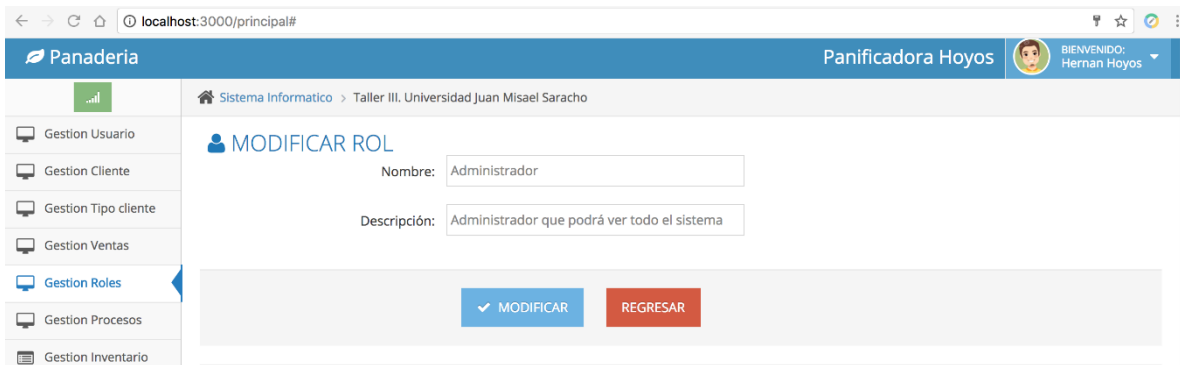 localhost:3000/principal#
Panaderia
Panificadora Hoyos
BIENVENIDO:
Hernan Hoyos
Sistema Informatico > Taller III. Universidad Juan Misael Saracho
Gestion Usuario
Gestion Cliente
Gestion Tipo cliente
Gestion Ventas
Gestion Roles
Gestion Procesos
Gestion Inventario
MODIFICAR ROL
Nombre: Administrador
Descripción: Administrador que podrá ver todo el sistema
MODIFICAR
REGRESAR